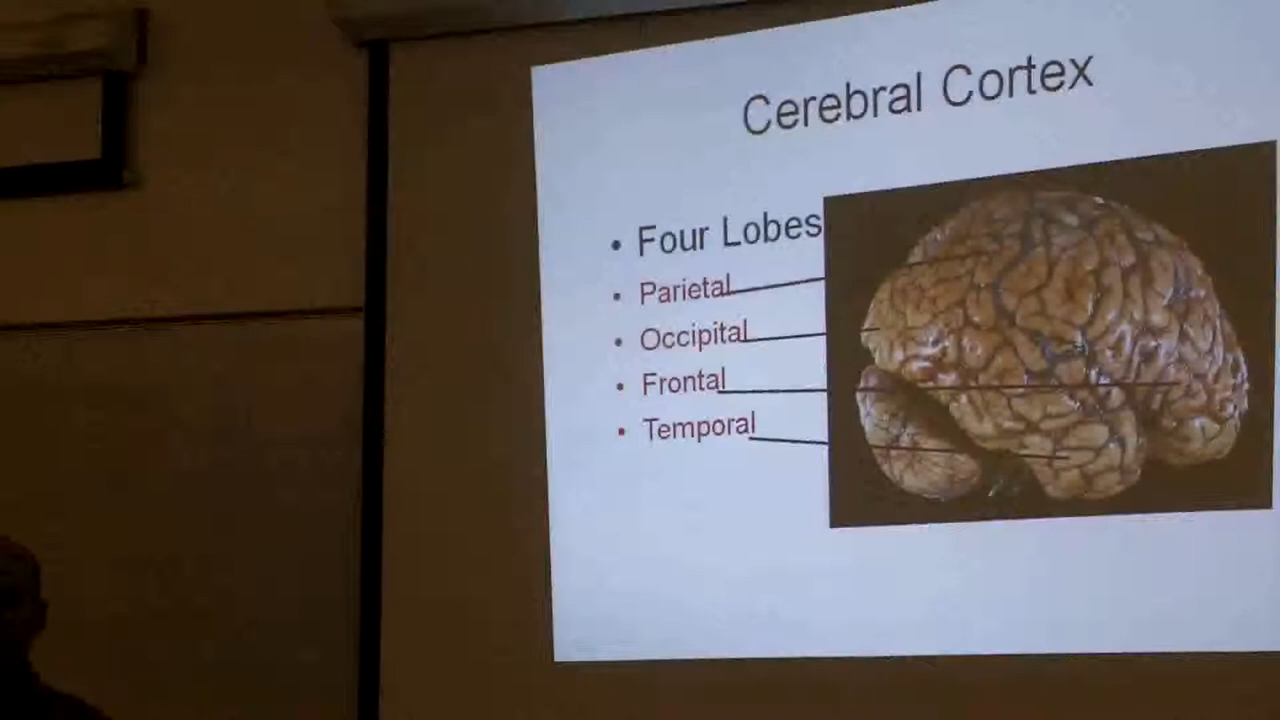 Cerebral Cortex
• Four Lobes
• Parietal
• Occipital
• Frontal
• Temporal